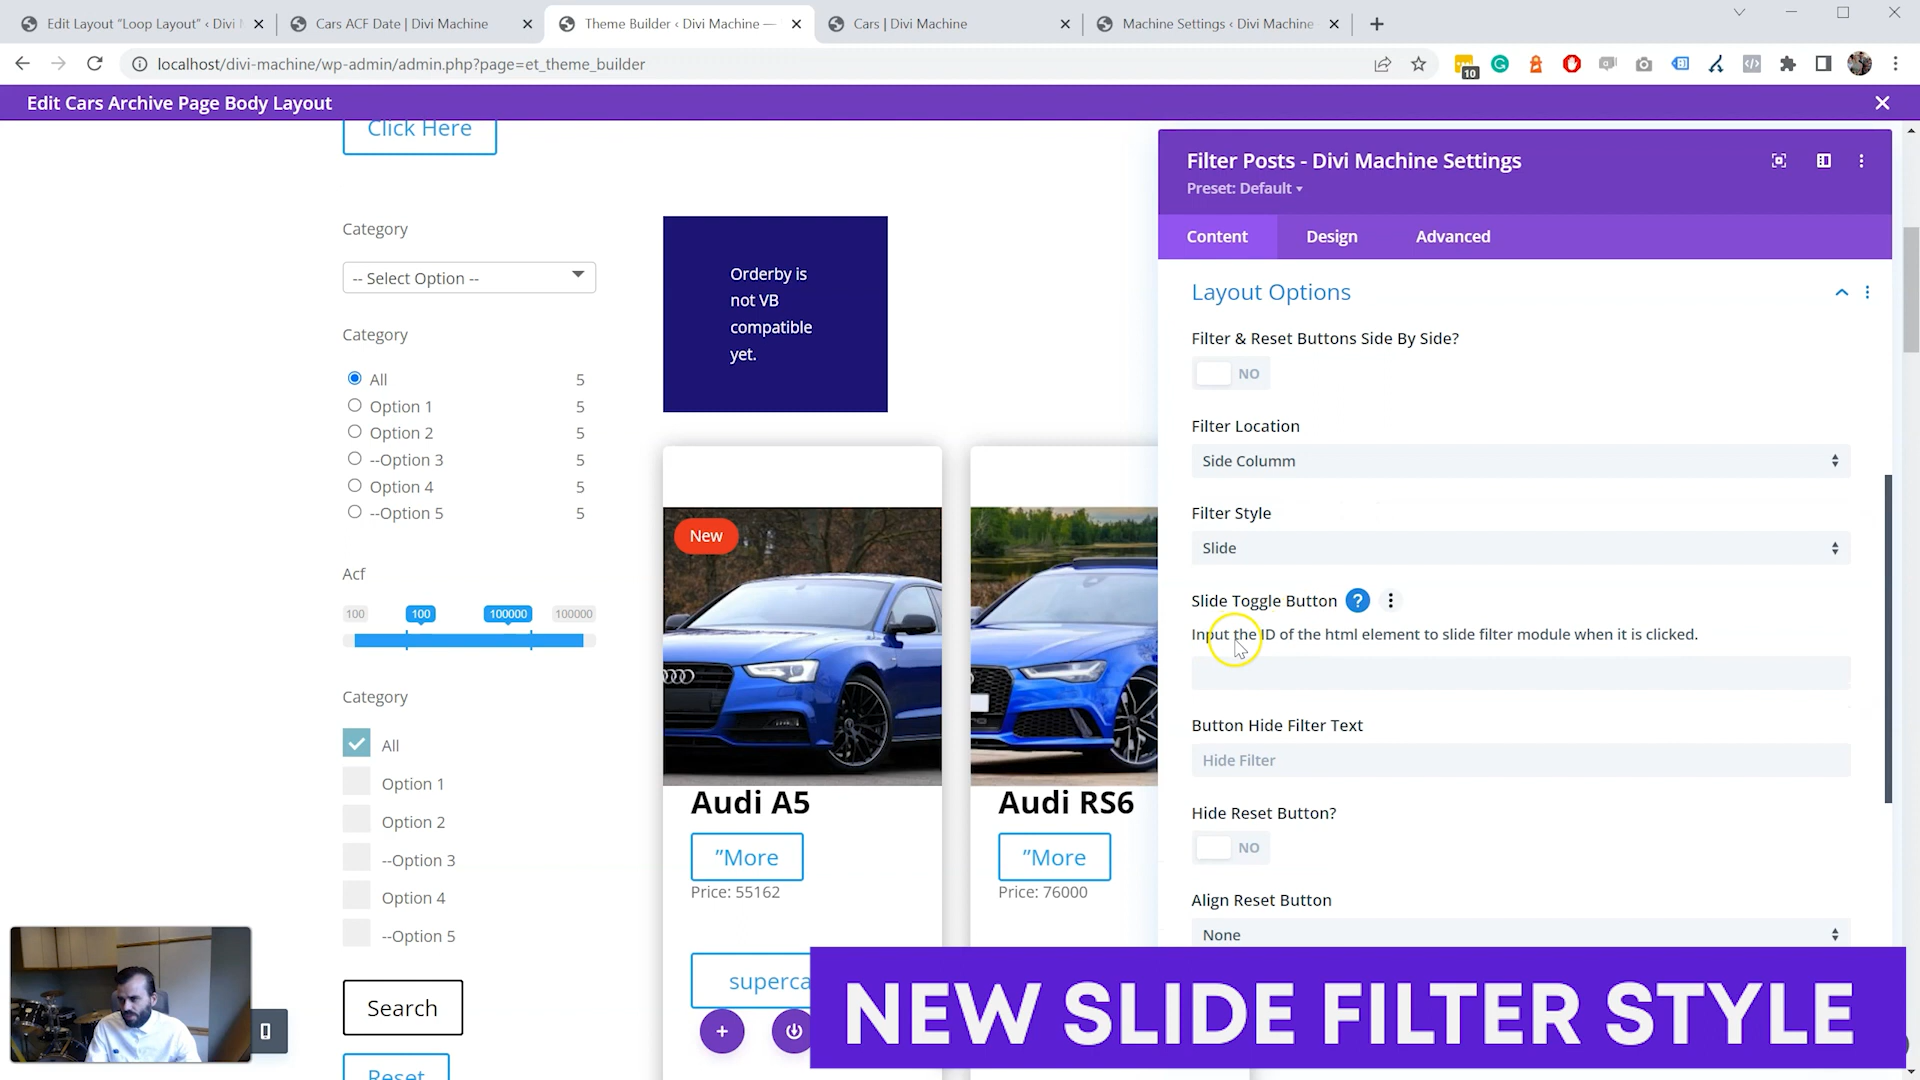 Edit Layout “Loop Layout” ‹ Divi M
Cars ACF Date | Divi Machine
Theme Builder ‹ Divi Machine —
Cars | Divi Machine
Machine Settings ‹ Divi Machine
localhost/divi-machine/wp-admin/admin.php?page=et_theme_builder
10
Edit Cars Archive Page Body Layout
Click Here
Category
-- Select Option --
Category
All 5
Option 1 5
Option 2 5
--Option 3 5
Option 4 5
--Option 5 5
Acf
100 100 100000 100000
Category
All
Option 1
Option 2
--Option 3
Option 4
--Option 5
Search
Reset
Orderby is
not VB
compatible
yet.
New
Audi A5
”More
Price: 55162
superca
Audi RS6
”More
Price: 76000
Filter Posts - Divi Machine Settings
Preset: Default
Content Design Advanced
Layout Options
Filter & Reset Buttons Side By Side?
NO
Filter Location
Side Columm
Filter Style
Slide
Slide Toggle Button ?
Input the ID of the html element to slide filter module when it is clicked.
Button Hide Filter Text
Hide Filter
Hide Reset Button?
NO
Align Reset Button
None
NEW SLIDE FILTER STYLE